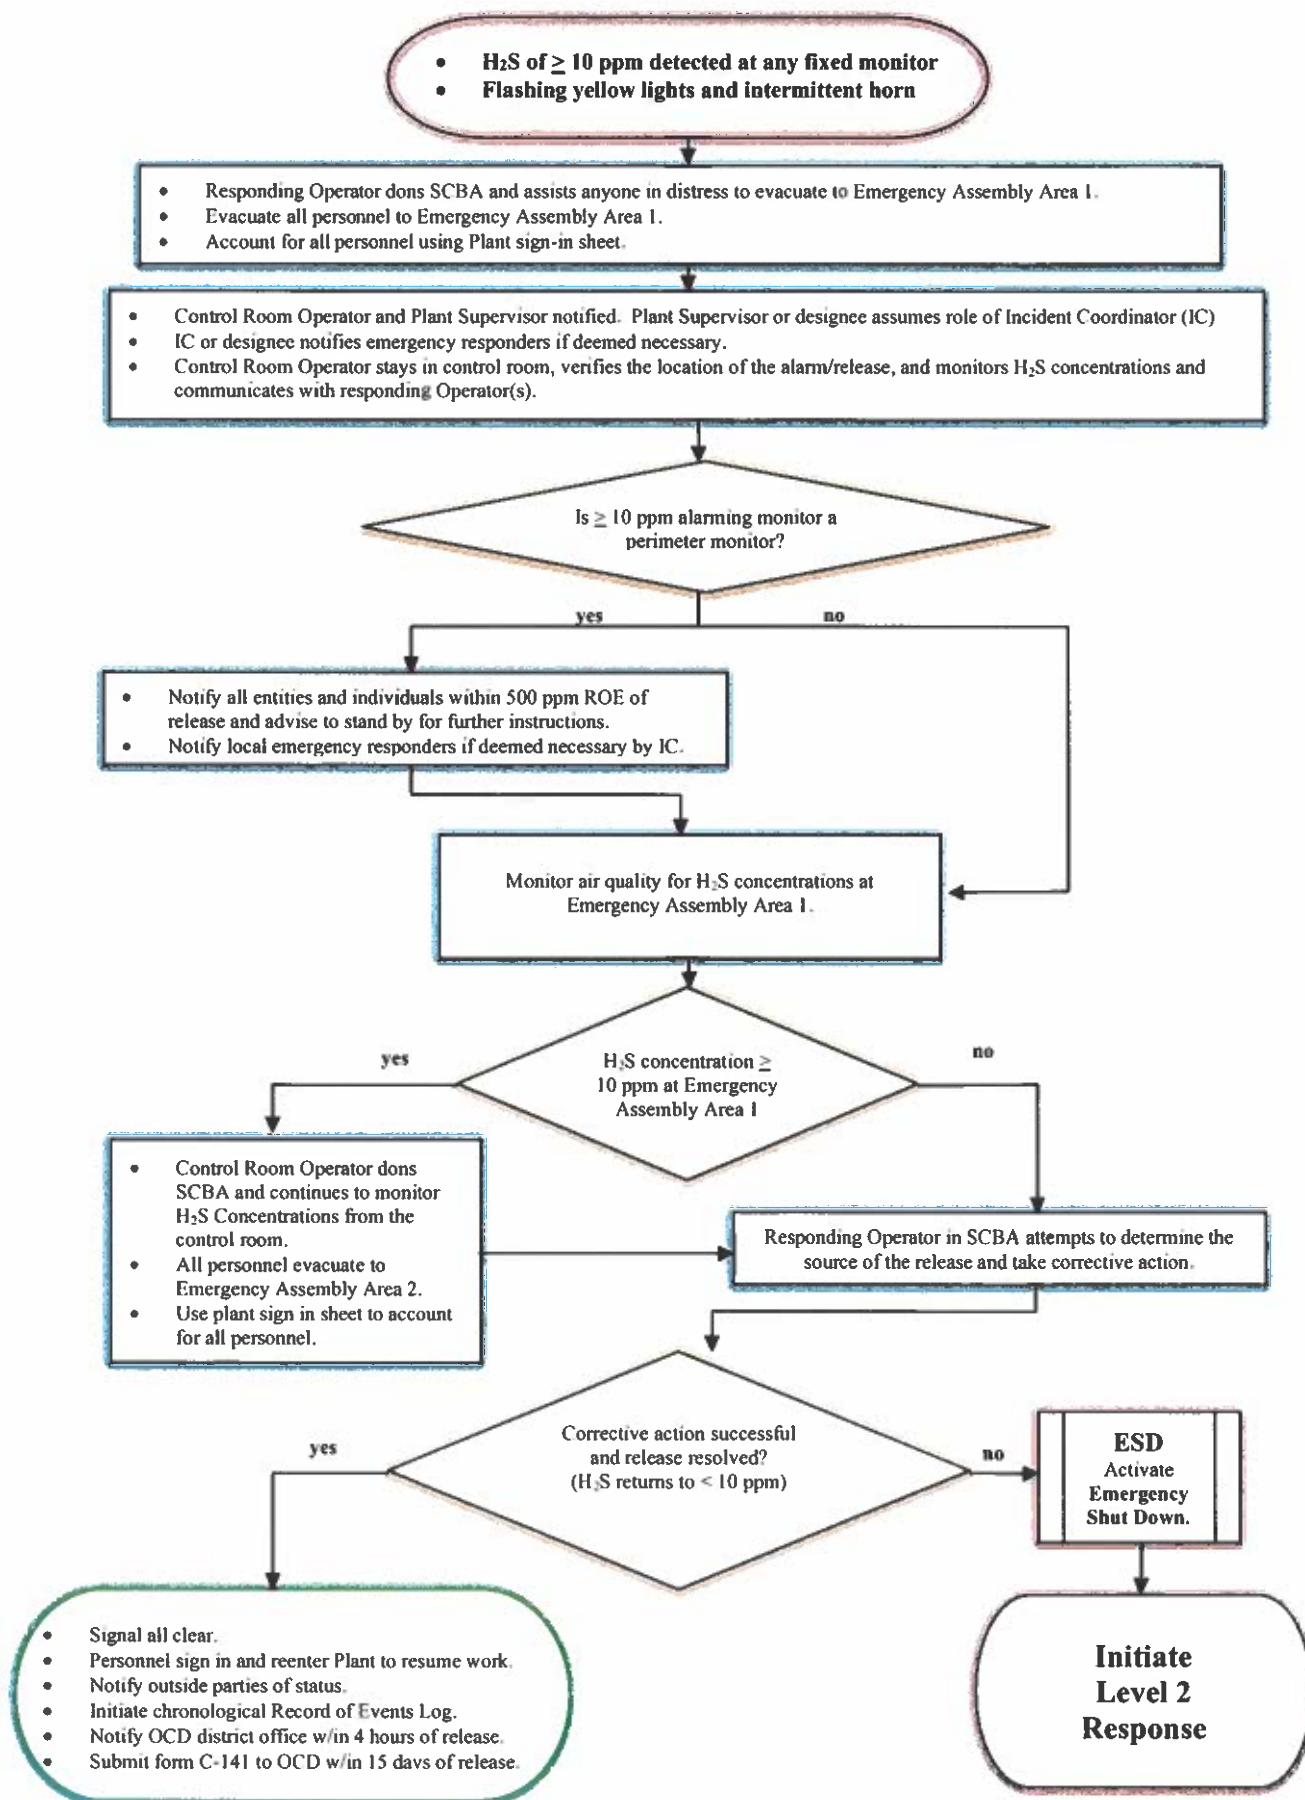 • H₂S of ≥ 10 ppm detected at any fixed monitor
• Flashing yellow lights and intermittent horn
• Responding Operator dons SCBA and assists anyone in distress to evacuate to Emergency Assembly Area 1.
• Evacuate all personnel to Emergency Assembly Area 1.
• Account for all personnel using Plant sign-in sheet.
• Control Room Operator and Plant Supervisor notified. Plant Supervisor or designee assumes role of Incident Coordinator (IC)
• IC or designee notifies emergency responders if deemed necessary.
• Control Room Operator stays in control room, verifies the location of the alarm/release, and monitors H₂S concentrations and
communicates with responding Operator(s).
Is ≥ 10 ppm alarming monitor a
perimeter monitor?
yes
no
• Notify all entities and individuals within 500 ppm ROE of
release and advise to stand by for further instructions.
• Notify local emergency responders if deemed necessary by IC.
Monitor air quality for H₂S concentrations at
Emergency Assembly Area 1.
yes
H₂S concentration ≥
10 ppm at Emergency
Assembly Area 1
no
• Control Room Operator dons
SCBA and continues to monitor
H₂S Concentrations from the
control room.
• All personnel evacuate to
Emergency Assembly Area 2.
• Use plant sign in sheet to account
for all personnel.
Responding Operator in SCBA attempts to determine the
source of the release and take corrective action.
yes
Corrective action successful
and release resolved?
(H₂S returns to < 10 ppm)
no
ESD
Activate
Emergency
Shut Down.
• Signal all clear.
• Personnel sign in and reenter Plant to resume work.
• Notify outside parties of status.
• Initiate chronological Record of Events Log.
• Notify OCD district office w/in 4 hours of release.
• Submit form C-141 to OCD w/in 15 days of release.
Initiate
Level 2
Response